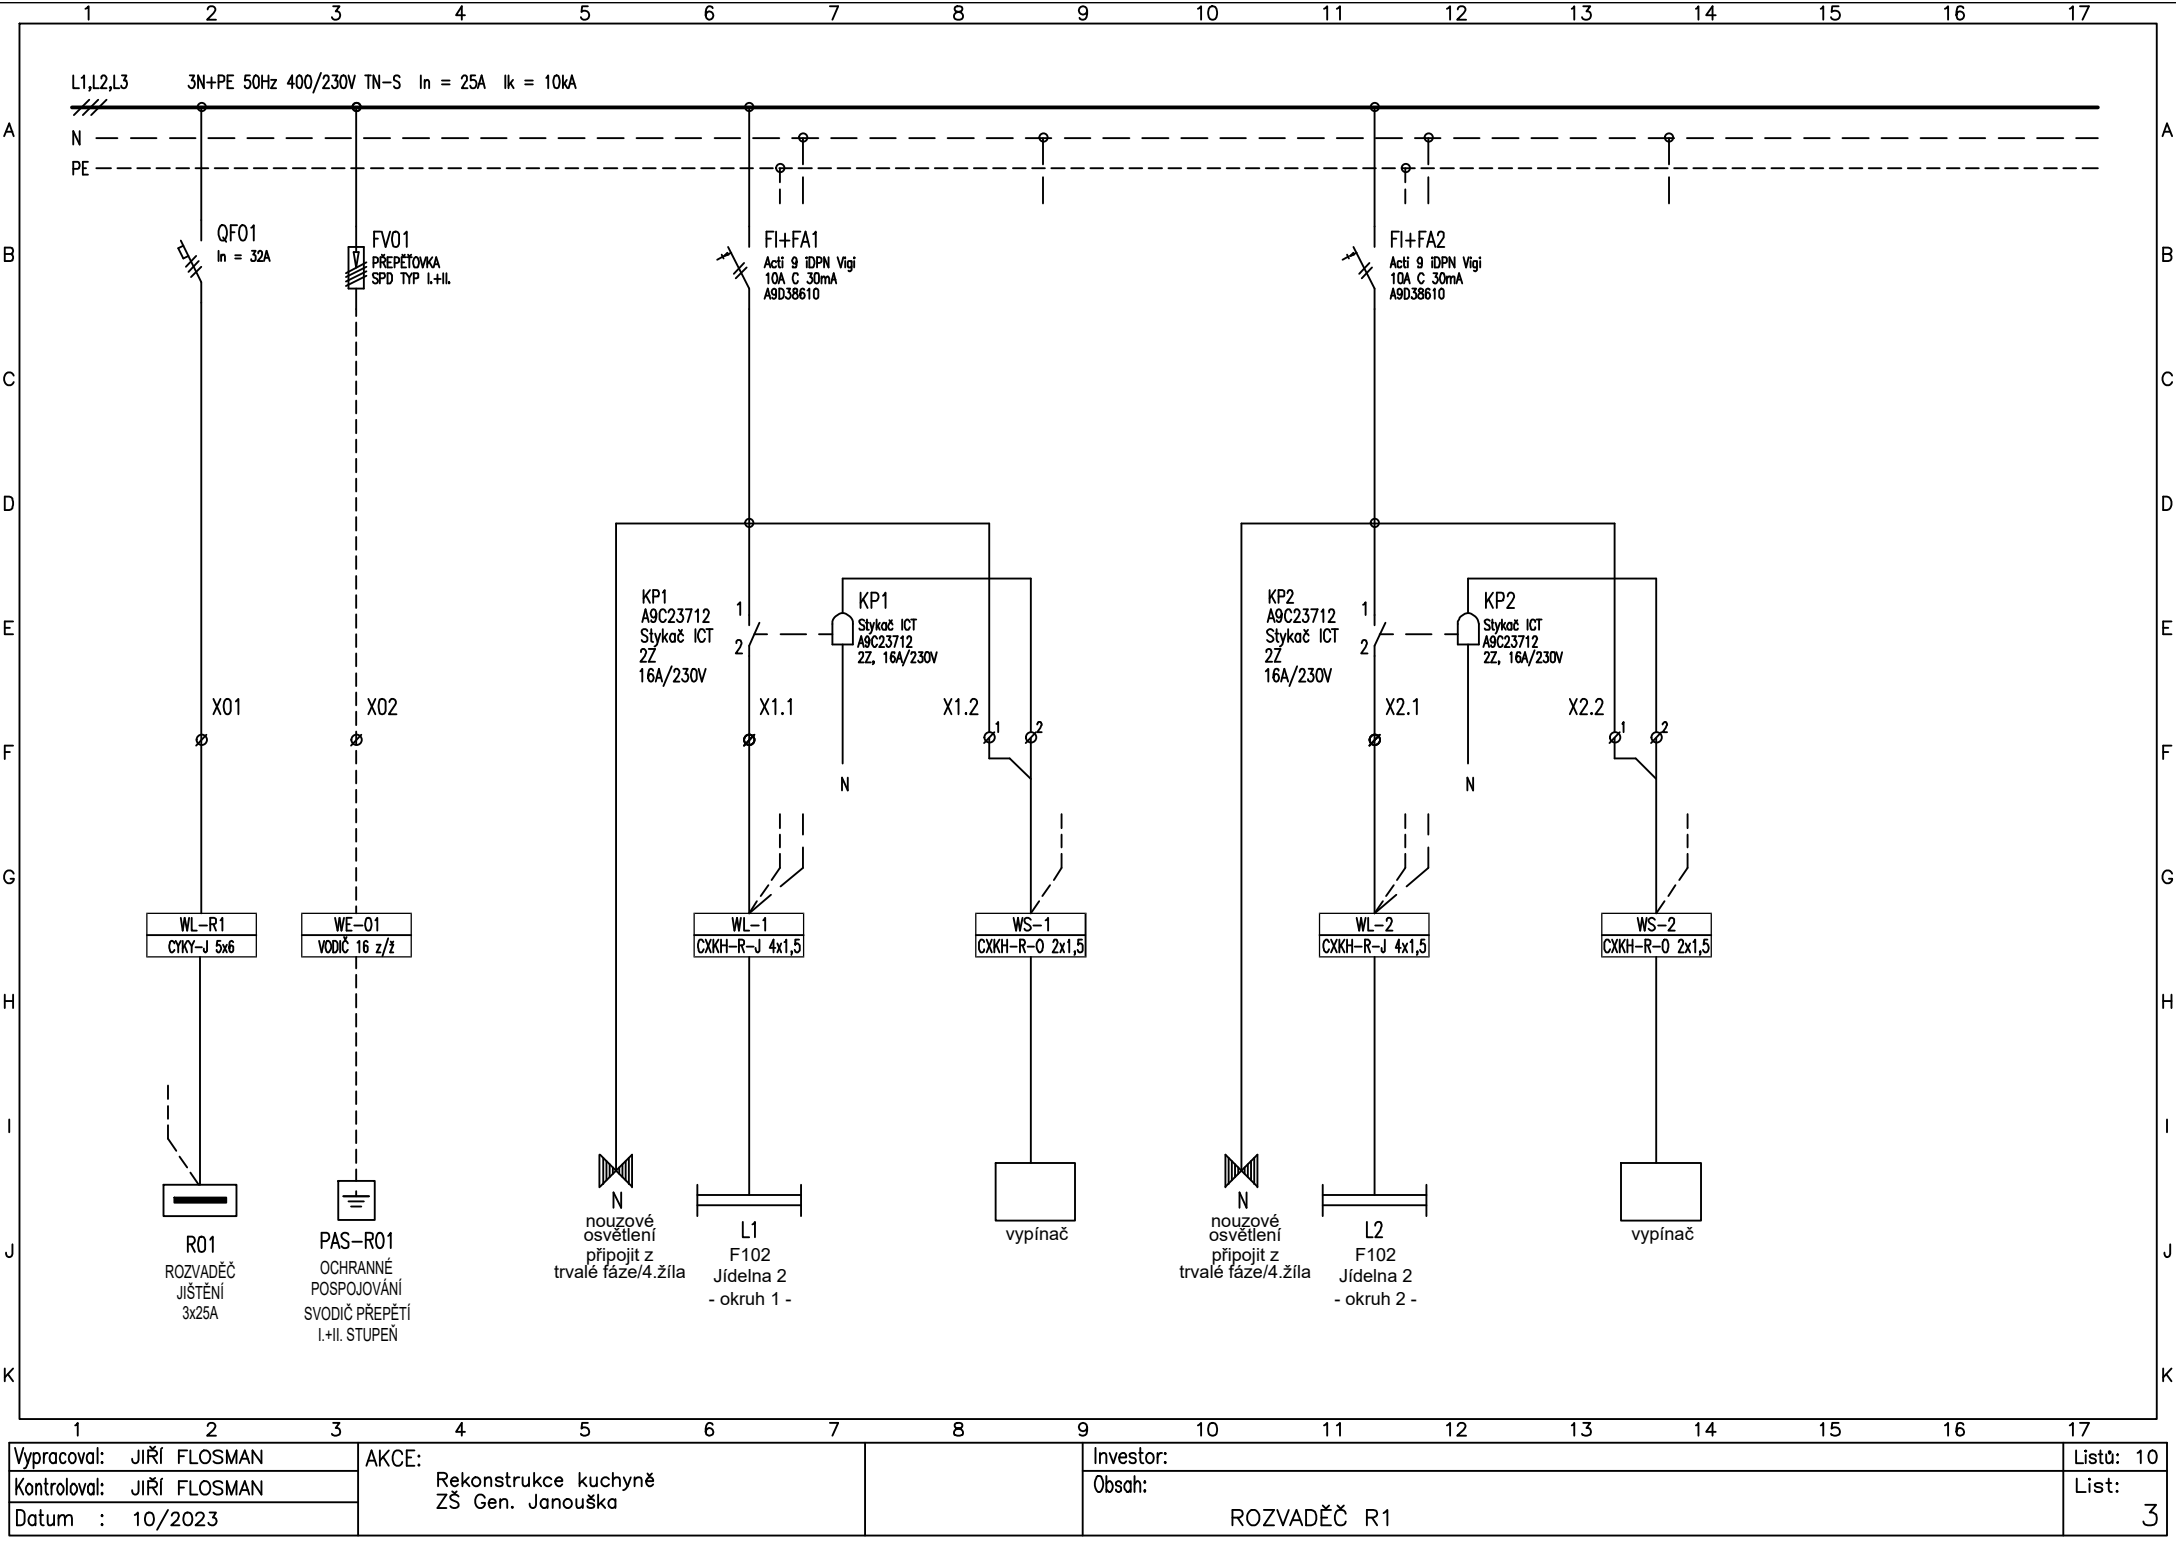 1 2 3 4 5 6 7 8 9 10 11 12 13 14 15 16 17
L1,L2,L3 3N+PE 50Hz 400/230V TN-S In = 25A Ik = 10kA
A A
N
PE
B B
QF01
In = 32A
FV01
PŘEPĚŤOVKA
SPD TYP I.+II.
FI+FA1
Acti 9 iDPN Vigi
10A C 30mA
A9D38610
FI+FA2
Acti 9 iDPN Vigi
10A C 30mA
A9D38610
C C
D D
E E
KP1
A9C23712
Stykač ICT
2Z
16A/230V
1
2
KP1
Stykač ICT
A9C23712
2Z, 16A/230V
KP2
A9C23712
Stykač ICT
2Z
16A/230V
1
2
KP2
Stykač ICT
A9C23712
2Z, 16A/230V
X01 X02 X1.1 X1.2 X2.1 X2.2
1 2 1 2
F F
N N
G G
WL-R1
CYKY-J 5x6
WE-01
VODIČ 16 z/ž
WL-1
CXKH-R-J 4x1,5
WS-1
CXKH-R-O 2x1,5
WL-2
CXKH-R-J 4x1,5
WS-2
CXKH-R-O 2x1,5
H H
I I
J J
R01
ROZVADĚČ
JIŠTĚNÍ
3x25A
PAS-R01
OCHRANNÉ
POSPOJOVÁNÍ
SVODIČ PŘEPĚTÍ
I.+II. STUPEŇ
N
nouzové
osvětlení
připojit z
trvalé fáze/4.žíla
L1
F102
Jídelna 2
- okruh 1 -
vypínač
N
nouzové
osvětlení
připojit z
trvalé fáze/4.žíla
L2
F102
Jídelna 2
- okruh 2 -
vypínač
K K
1 2 3 4 5 6 7 8 9 10 11 12 13 14 15 16 17
Vypracoval: JIŘÍ FLOSMAN
Kontroloval: JIŘÍ FLOSMAN
Datum : 10/2023
AKCE:
Rekonstrukce kuchyně
ZŠ Gen. Janouška
Investor:
Obsah:
ROZVADĚČ R1
Listů: 10
List:
3